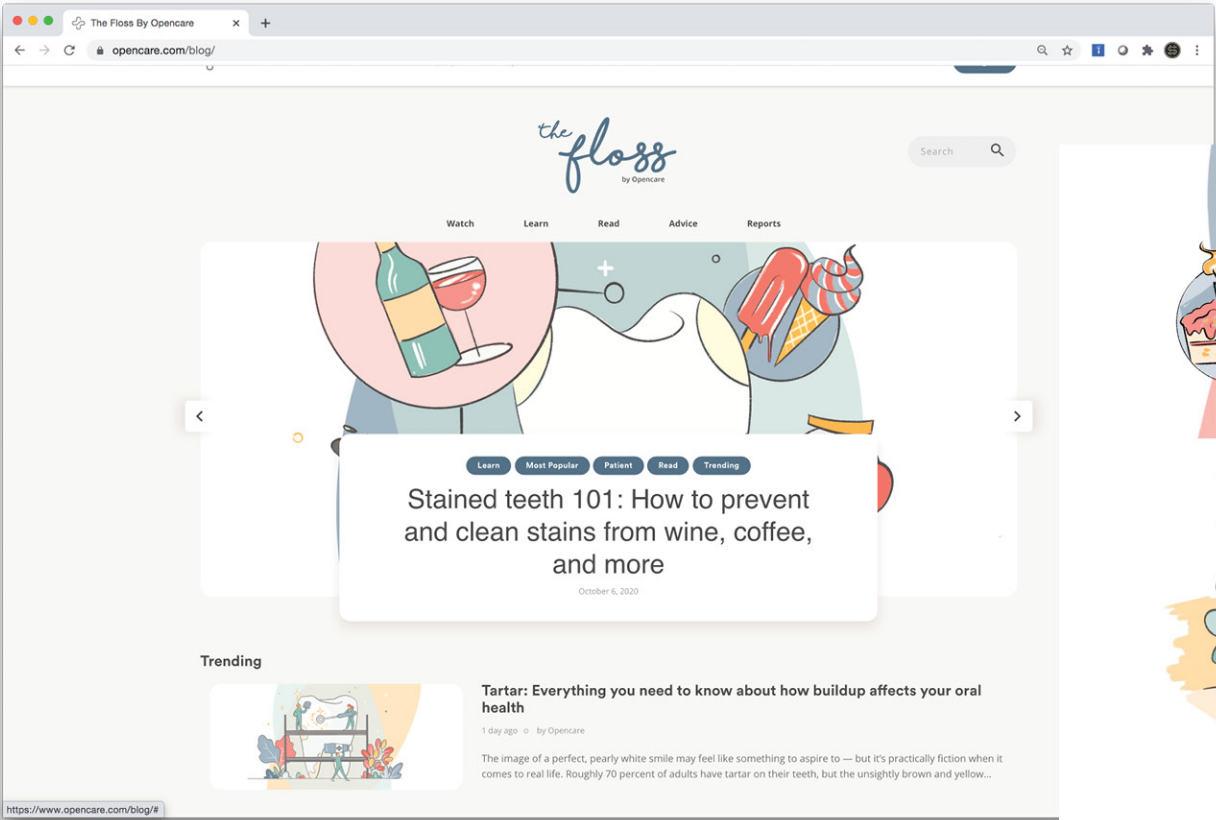 The Floss By Opencare
opencare.com/blog/
the
floss
by Opencare
Search
Watch Learn Read Advice Reports
Learn Most Popular Patient Read Trending
Stained teeth 101: How to prevent
and clean stains from wine, coffee,
and more
October 6, 2020
Trending
Tartar: Everything you need to know about how buildup affects your oral
health
1 day ago by Opencare
The image of a perfect, pearly white smile may feel like something to aspire to — but it's practically fiction when it
comes to real life. Roughly 70 percent of adults have tartar on their teeth, but the unsightly brown and yellow...
https://www.opencare.com/blog/#